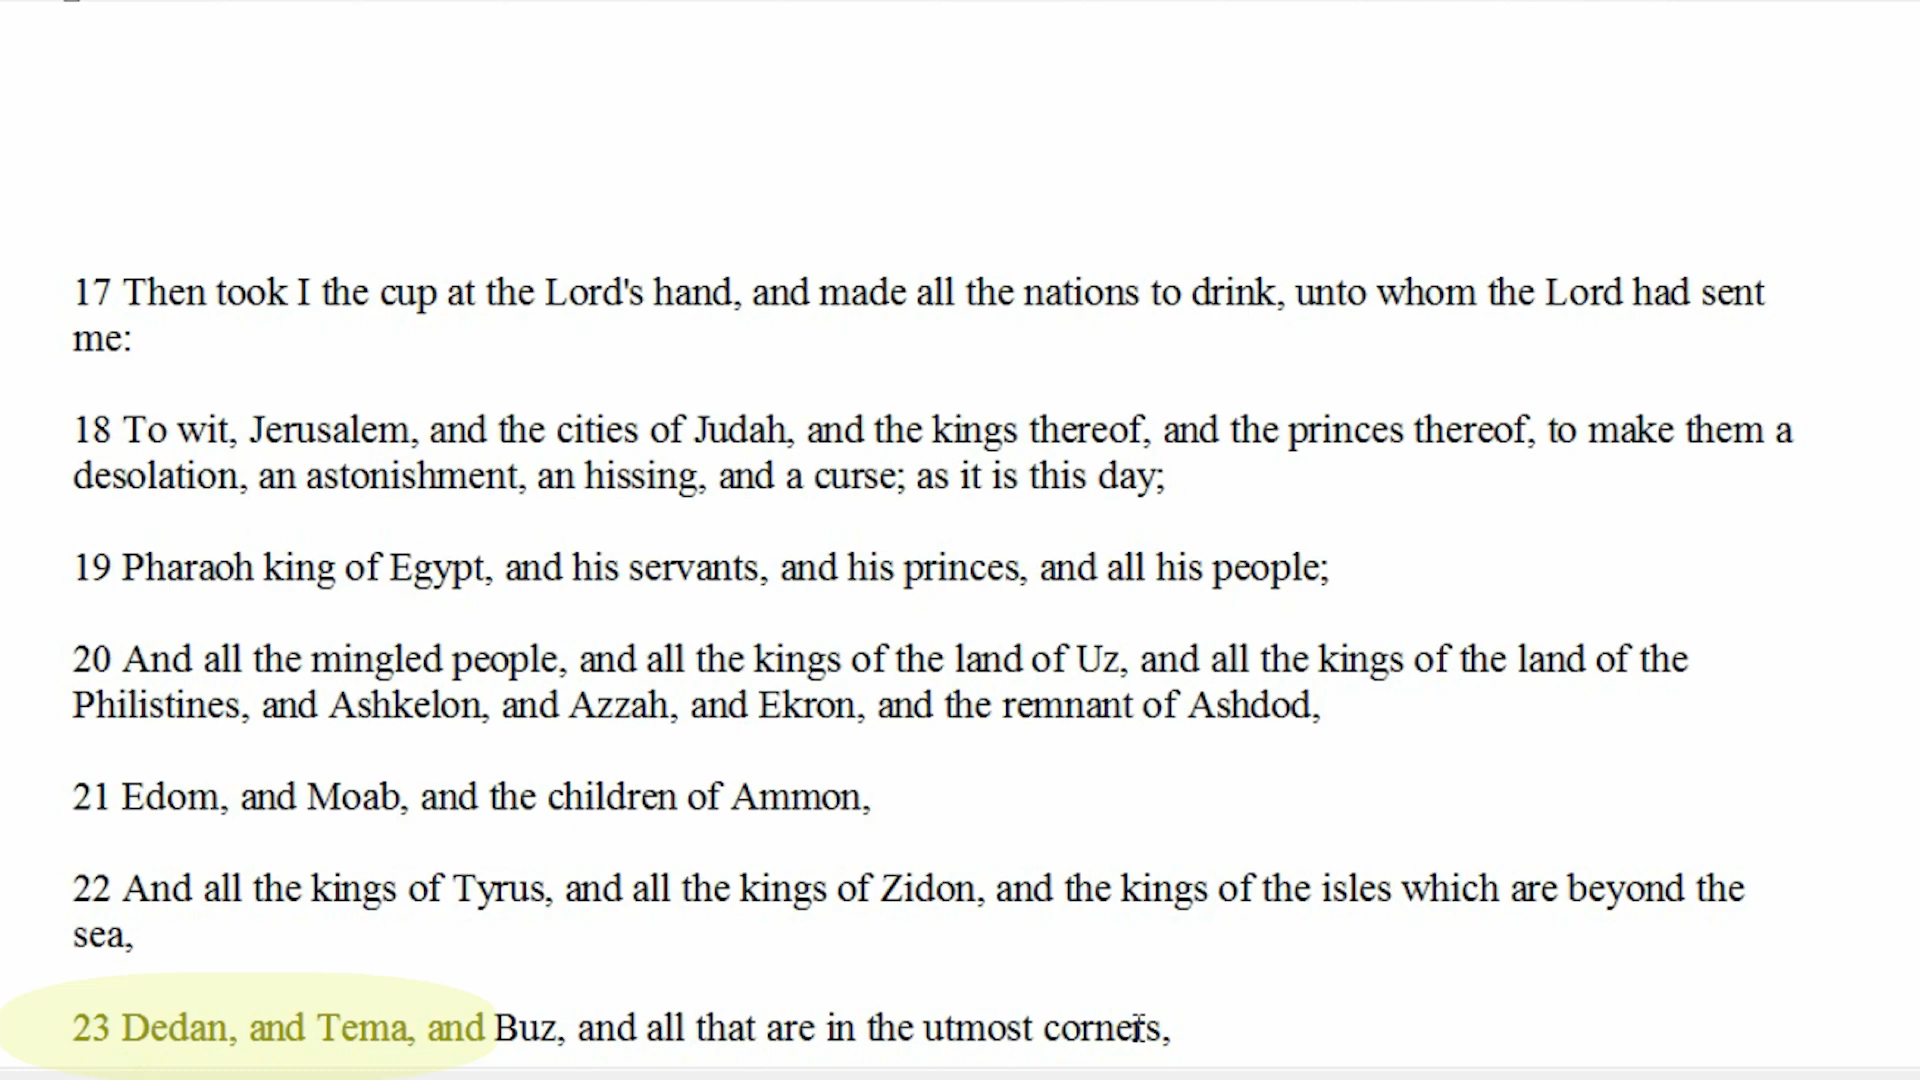 17 Then took I the cup at the Lord's hand, and made all the nations to drink, unto whom the Lord had sent
me:
18 To wit, Jerusalem, and the cities of Judah, and the kings thereof, and the princes thereof, to make them a
desolation, an astonishment, an hissing, and a curse; as it is this day;
19 Pharaoh king of Egypt, and his servants, and his princes, and all his people;
20 And all the mingled people, and all the kings of the land of Uz, and all the kings of the land of the
Philistines, and Ashkelon, and Azzah, and Ekron, and the remnant of Ashdod,
21 Edom, and Moab, and the children of Ammon,
22 And all the kings of Tyrus, and all the kings of Zidon, and the kings of the isles which are beyond the
sea,
23 Dedan, and Tema, and Buz, and all that are in the utmost corners,